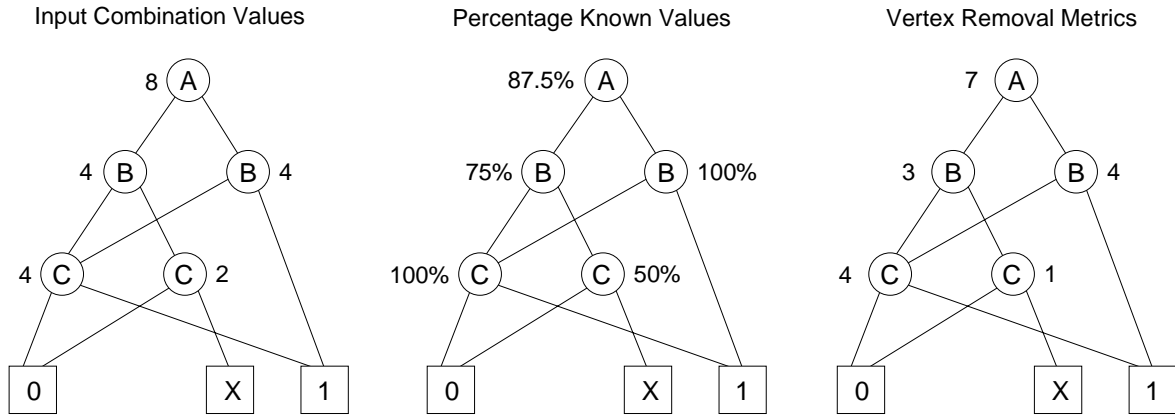 Input Combination Values Percentage Known Values Vertex Removal Metrics
8 A 87.5% A 7 A
4 B B 4 75% B B 100% 3 B B 4
4 C C 2 100% C C 50% 4 C C 1
0 X 1 0 X 1 0 X 1